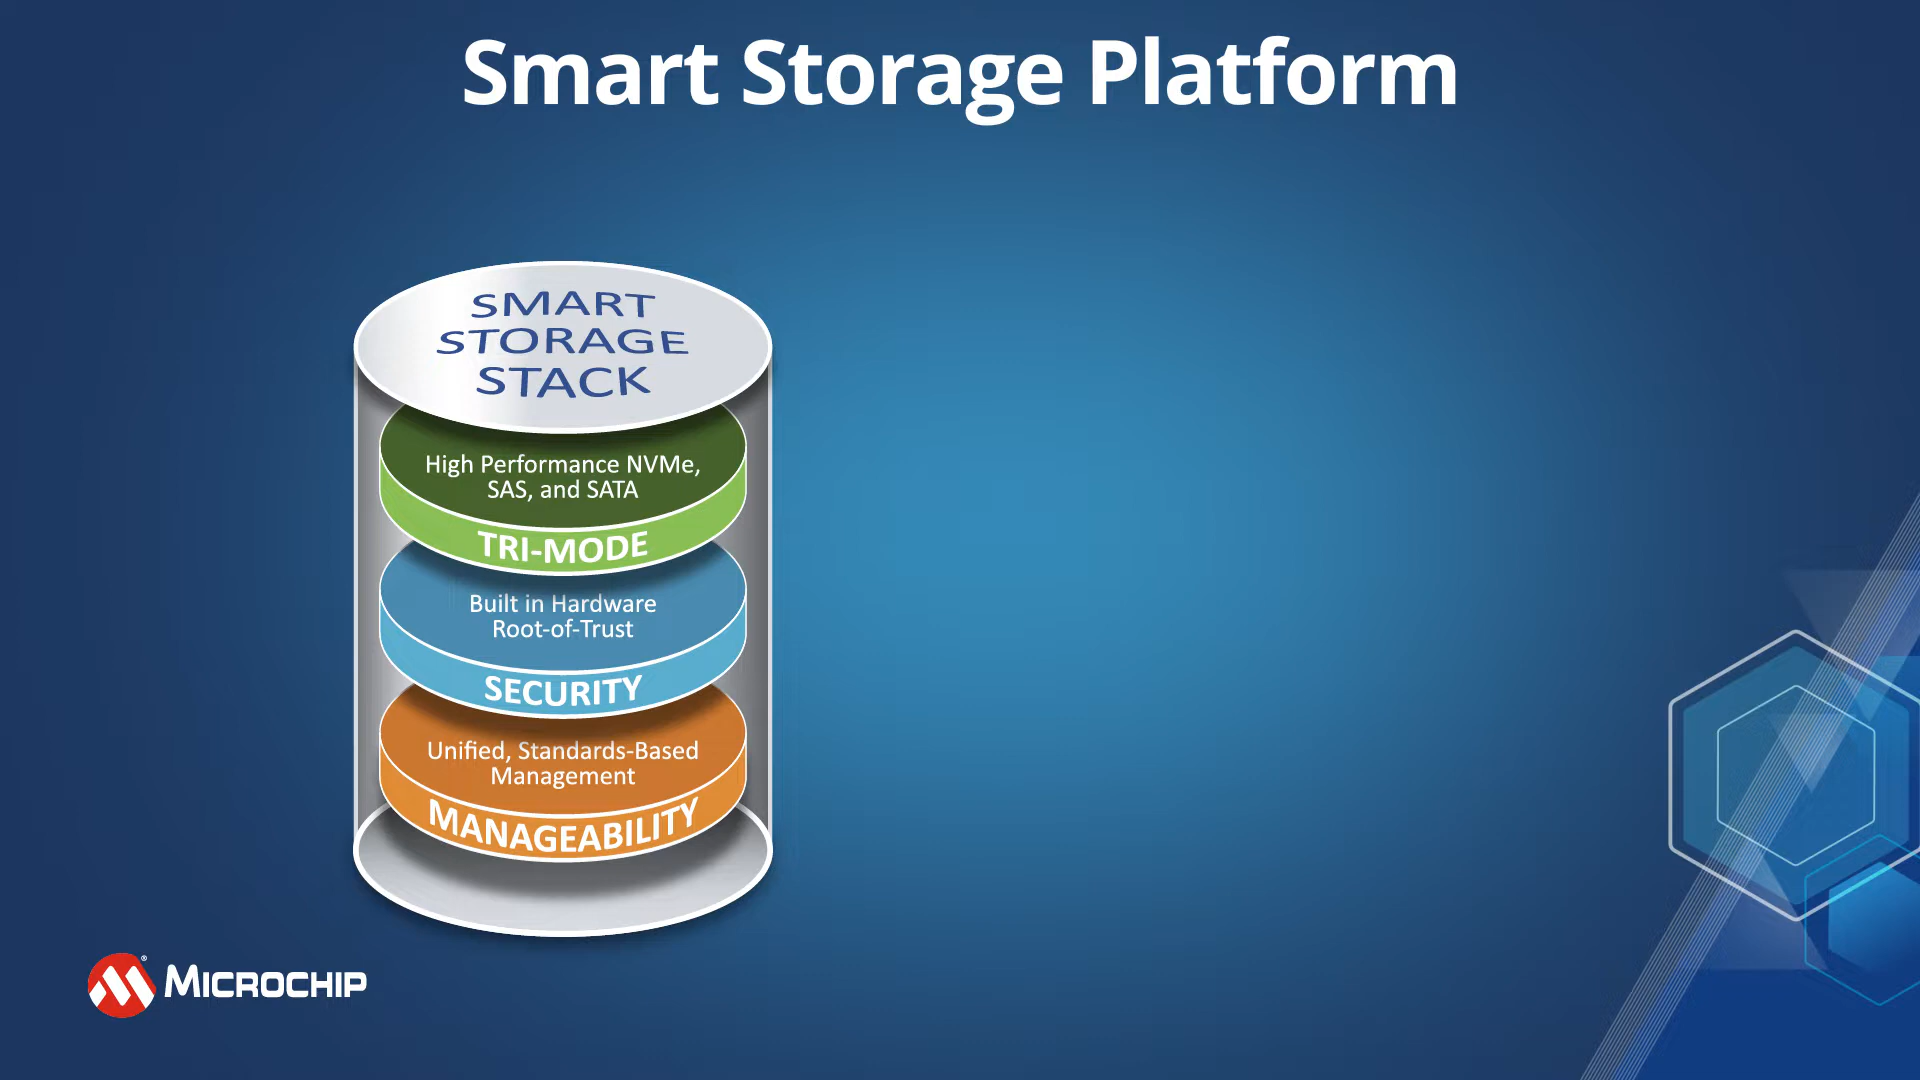 Smart Storage Platform
SMART
STORAGE
STACK
High Performance NVMe,
SAS, and SATA
TRI-MODE
Built in Hardware
Root-of-Trust
SECURITY
Unified, Standards-Based
Management
MANAGEABILITY
MICROCHIP®